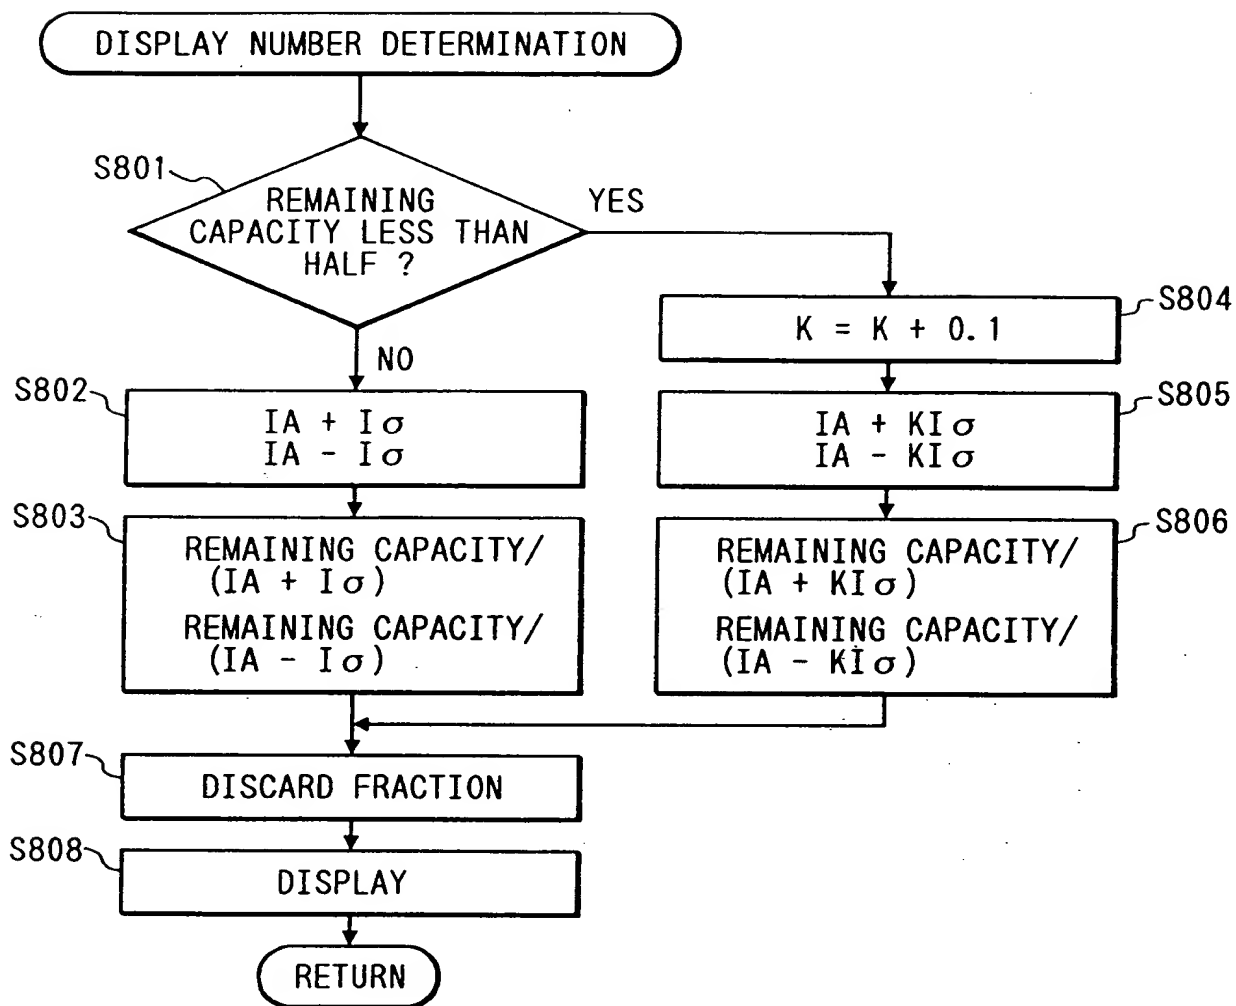 DISPLAY NUMBER DETERMINATION
S801
REMAINING
CAPACITY LESS THAN
HALF ?
YES
NO
S804
K = K + 0.1
S802
IA + Iσ
IA - Iσ
S805
IA + KIσ
IA - KIσ
S803
REMAINING CAPACITY/
(IA + Iσ)
REMAINING CAPACITY/
(IA - Iσ)
S806
REMAINING CAPACITY/
(IA + KIσ)
REMAINING CAPACITY/
(IA - KIσ)
S807
DISCARD FRACTION
S808
DISPLAY
RETURN